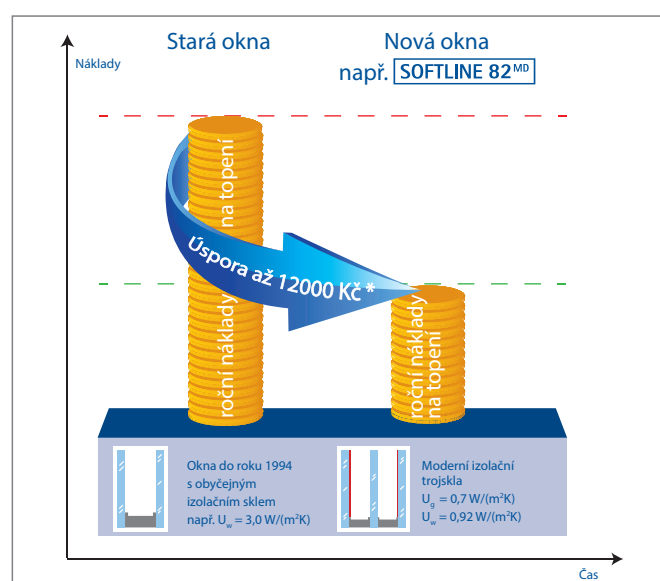 Stará okna
Nová okna
např. SOFTLINE 82MD
Náklady
roční náklady na topení
Úspora až 12000 Kč *
roční náklady
na topení
Okna do roku 1994
s obyčejným
izolačním sklem
např. Uw = 3,0 W/(m²K)
Moderní izolační
trojskla
Ug = 0,7 W/(m²K)
Uw = 0,92 W/(m²K)
Čas